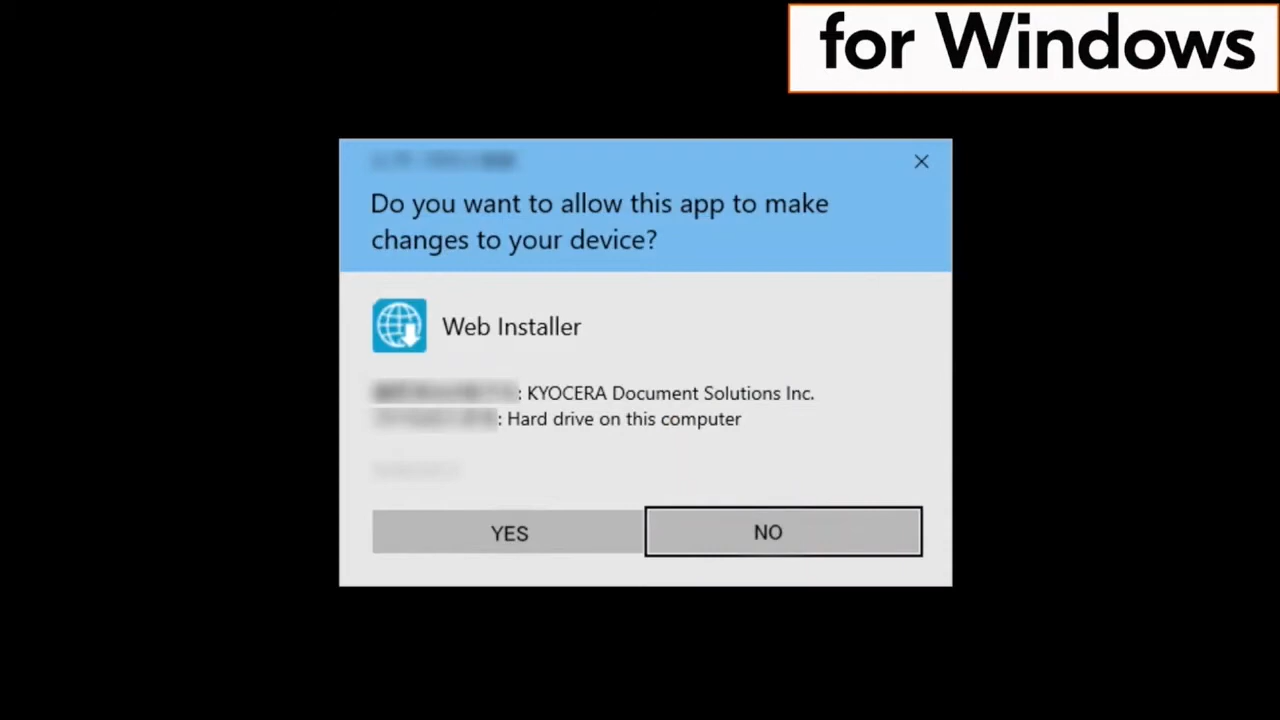 for Windows
Do you want to allow this app to make
changes to your device?
Web Installer
: KYOCERA Document Solutions Inc.
: Hard drive on this computer
YES
NO